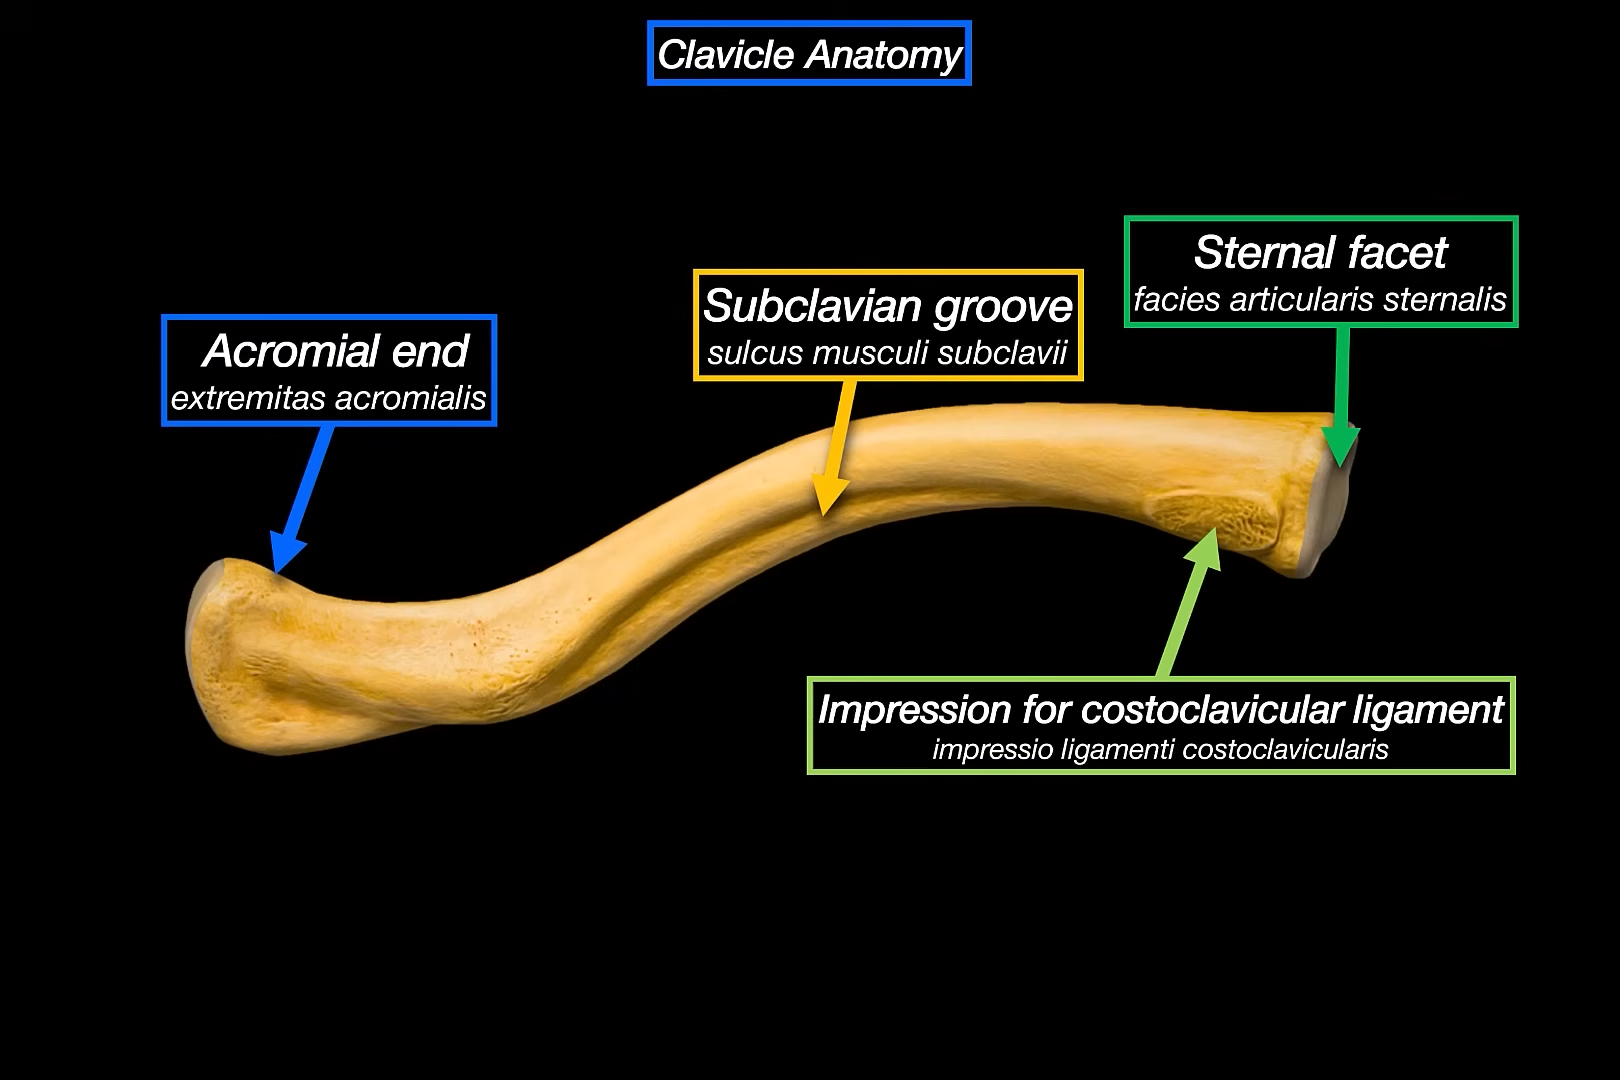 Clavicle Anatomy
Sternal facet
facies articularis sternalis
Subclavian groove
sulcus musculi subclavii
Acromial end
extremitas acromialis
Impression for costoclavicular ligament
impressio ligamenti costoclavicularis